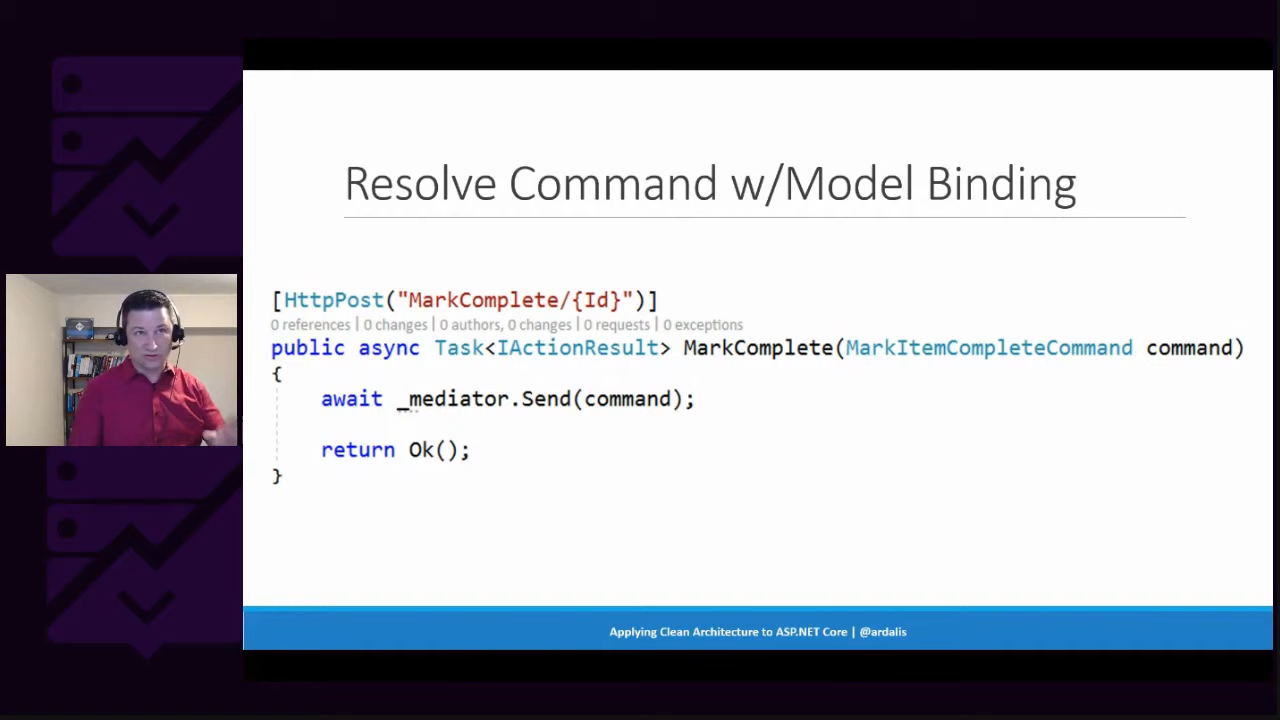 Resolve Command w/Model Binding
[HttpPost("MarkComplete/{Id}")]
0 references | 0 changes | 0 authors, 0 changes | 0 requests | 0 exceptions
public async Task<IActionResult> MarkComplete(MarkItemCompleteCommand command)
{
await _mediator.Send(command);
return Ok();
}
Applying Clean Architecture to ASP.NET Core | @ardalis